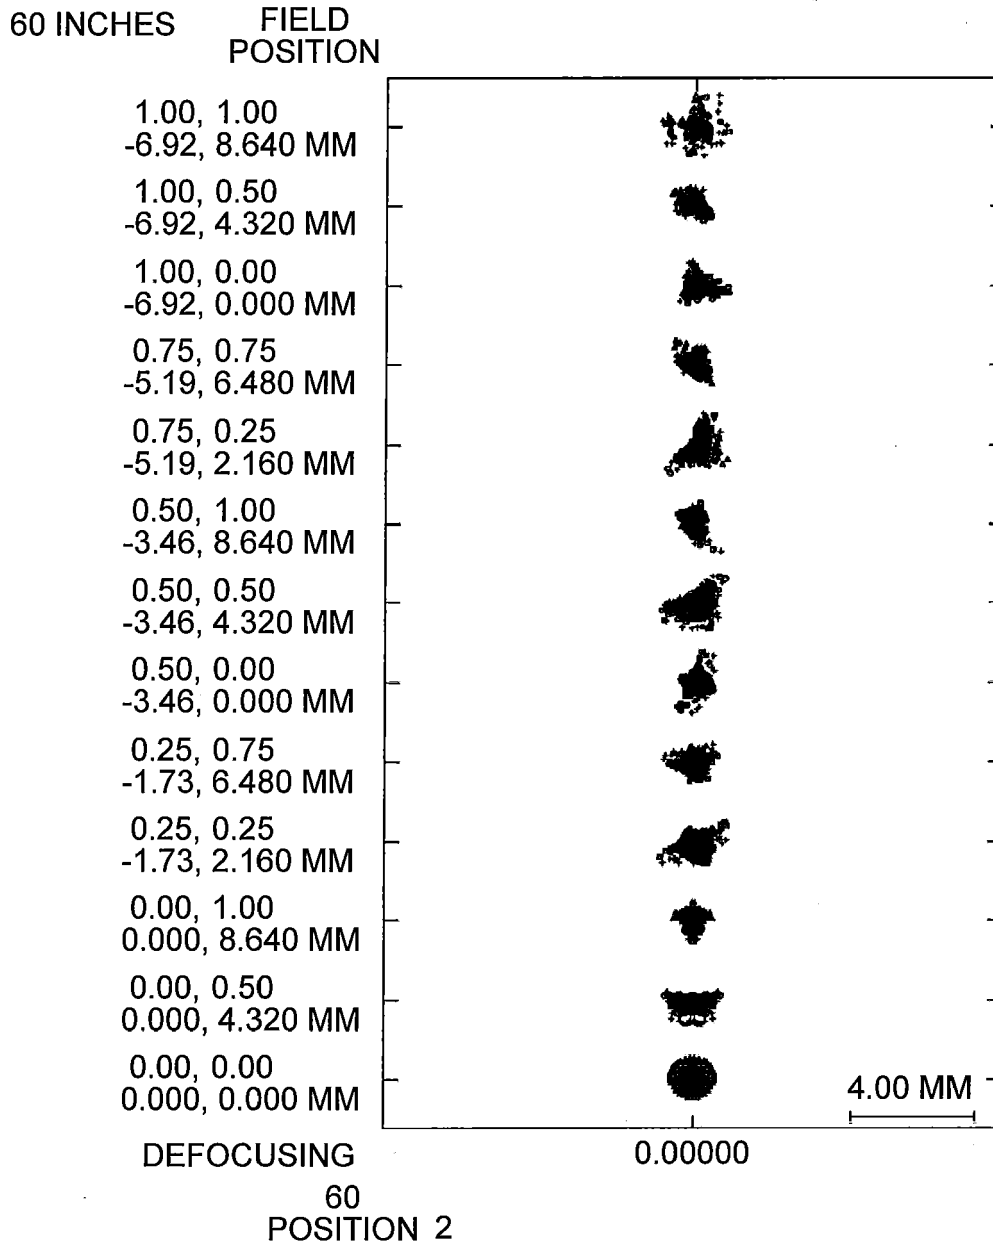 60 INCHES FIELD
POSITION
1.00, 1.00
-6.92, 8.640 MM
1.00, 0.50
-6.92, 4.320 MM
1.00, 0.00
-6.92, 0.000 MM
0.75, 0.75
-5.19, 6.480 MM
0.75, 0.25
-5.19, 2.160 MM
0.50, 1.00
-3.46, 8.640 MM
0.50, 0.50
-3.46, 4.320 MM
0.50, 0.00
-3.46, 0.000 MM
0.25, 0.75
-1.73, 6.480 MM
0.25, 0.25
-1.73, 2.160 MM
0.00, 1.00
0.000, 8.640 MM
0.00, 0.50
0.000, 4.320 MM
0.00, 0.00
0.000, 0.000 MM
4.00 MM
DEFOCUSING 0.00000
60
POSITION 2